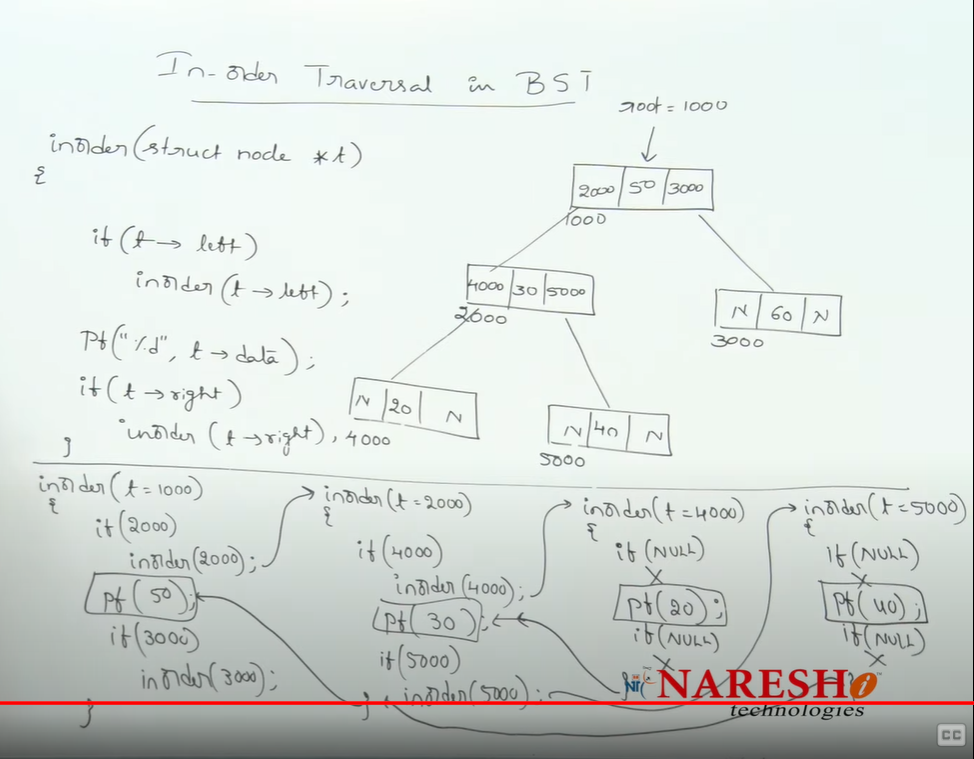 In-order Traversal in BST
root = 1000
inorder(struct node *t)
{
if(t→left)
inorder(t→left);
Pf("%d", t→data);
if(t→right)
inorder(t→right),
}
2000 50 3000
1000
4000 30 5000
2000
N 60 N
3000
N 20 N
4000
N 40 N
5000
inorder(t=1000)
{
if(2000)
inorder(2000);
Pf(50);
if(3000)
inorder(3000);
}
inorder(t=2000)
{
if(4000)
inorder(4000);
Pf(30);
if(5000)
inorder(5000);
}
inorder(t=4000)
{
if(NULL)
X
Pf(20);
if(NULL)
X
}
inorder(t=5000)
{
if(NULL)
X
Pf(40);
if(NULL)
X
NARESH i
technologies
CC